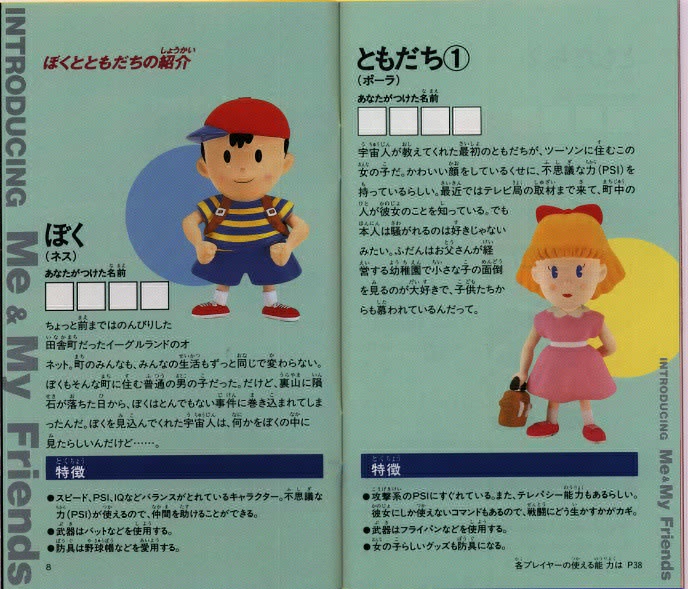 INTRODUCING Me & My Friends
ぼくとともだちの紹介
ぼく
(ネス)
あなたがつけた名前
ちょっと前まではのんびりした
田舎町だったイーグルランドのオ
ネット。町のみんなも、みんなの生活もずっと同じで変わらない。
ぼくもそんな町に住む普通の男の子だった。だけど、裏山に隕
石が落ちた日から、ぼくはとんでもない事件に巻き込まれてしま
ったんだ。ぼくを見込んでくれた宇宙人は、何かをぼくの中に
見たらしいんだけど……。
特徴
●スピード、PSI、IQなどバランスがとれているキャラクター。不思議な
力(PSI)が使えるので、仲間を助けることができる。
●武器はバットなどを使用する。
●防具は野球帽などを愛用する。
8
ともだち①
(ポーラ)
あなたがつけた名前
宇宙人が教えてくれた最初のともだちが、ツーソンに住むこの
女の子だ。かわいい顔をしているくせに、不思議な力(PSI)を
持っているらしい。最近ではテレビ局の取材まで来て、町中の
人が彼女のことを知っている。でも
本人は騒がれるのは好きじゃない
みたい。ふだんはお父さんが経
営する幼稚園で小さな子の面倒
を見るのが大好きで、子供たちか
らも慕われているんだって。
特徴
●攻撃系のPSIにすぐれている。また、テレパシー能力もあるらしい。
彼女にしか使えないコマンドもあるので、戦闘にどう生かすかがカギ。
●武器はフライパンなどを使用する。
●女の子らしいグッズも防具になる。
各プレイヤーの使える能力は P38
INTRODUCING Me & My Friends